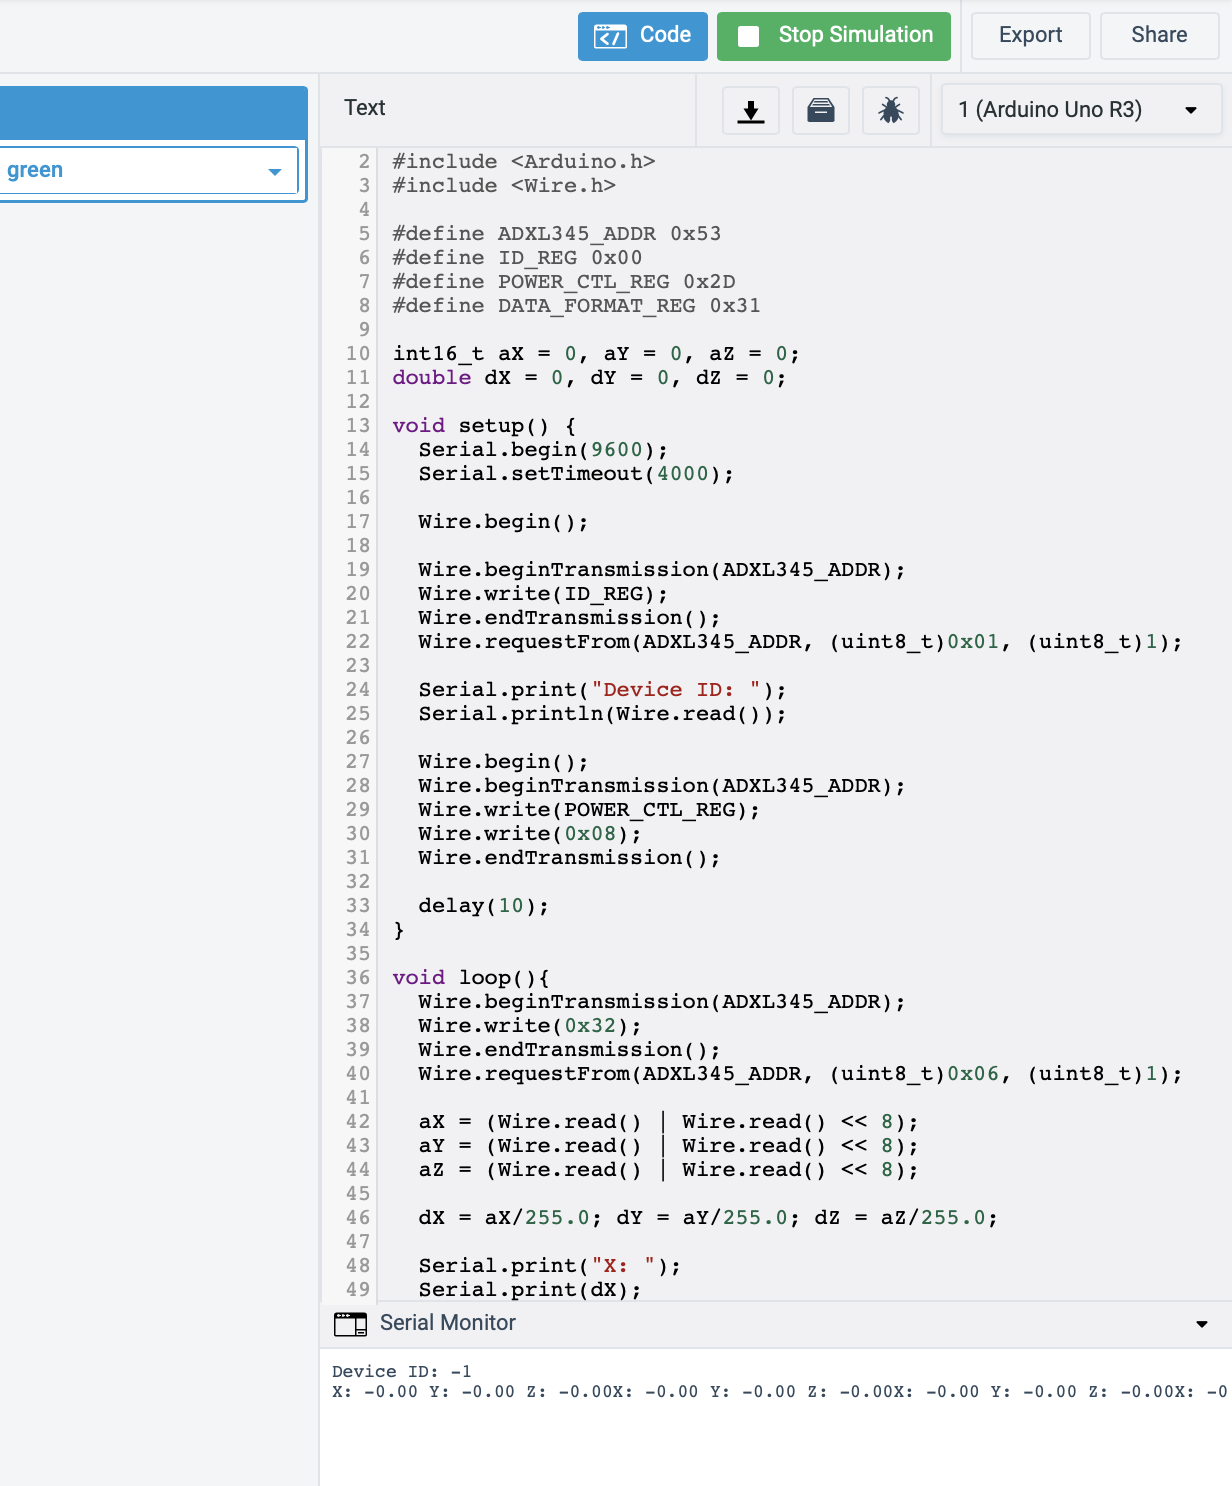 Code
Stop Simulation
Export
Share
green
Text
1 (Arduino Uno R3)
2 #include <Arduino.h>
3 #include <Wire.h>
4
5 #define ADXL345_ADDR 0x53
6 #define ID_REG 0x00
7 #define POWER_CTL_REG 0x2D
8 #define DATA_FORMAT_REG 0x31
9
10 int16_t aX = 0, aY = 0, aZ = 0;
11 double dX = 0, dY = 0, dZ = 0;
12
13 void setup() {
14   Serial.begin(9600);
15   Serial.setTimeout(4000);
16
17   Wire.begin();
18
19   Wire.beginTransmission(ADXL345_ADDR);
20   Wire.write(ID_REG);
21   Wire.endTransmission();
22   Wire.requestFrom(ADXL345_ADDR, (uint8_t)0x01, (uint8_t)1);
23
24   Serial.print("Device ID: ");
25   Serial.println(Wire.read());
26
27   Wire.begin();
28   Wire.beginTransmission(ADXL345_ADDR);
29   Wire.write(POWER_CTL_REG);
30   Wire.write(0x08);
31   Wire.endTransmission();
32
33   delay(10);
34 }
35
36 void loop(){
37   Wire.beginTransmission(ADXL345_ADDR);
38   Wire.write(0x32);
39   Wire.endTransmission();
40   Wire.requestFrom(ADXL345_ADDR, (uint8_t)0x06, (uint8_t)1);
41
42   aX = (Wire.read() | Wire.read() << 8);
43   aY = (Wire.read() | Wire.read() << 8);
44   aZ = (Wire.read() | Wire.read() << 8);
45
46   dX = aX/255.0; dY = aY/255.0; dZ = aZ/255.0;
47
48   Serial.print("X: ");
49   Serial.print(dX);
Serial Monitor
Device ID: -1
X: -0.00 Y: -0.00 Z: -0.00X: -0.00 Y: -0.00 Z: -0.00X: -0.00 Y: -0.00 Z: -0.00X: -0